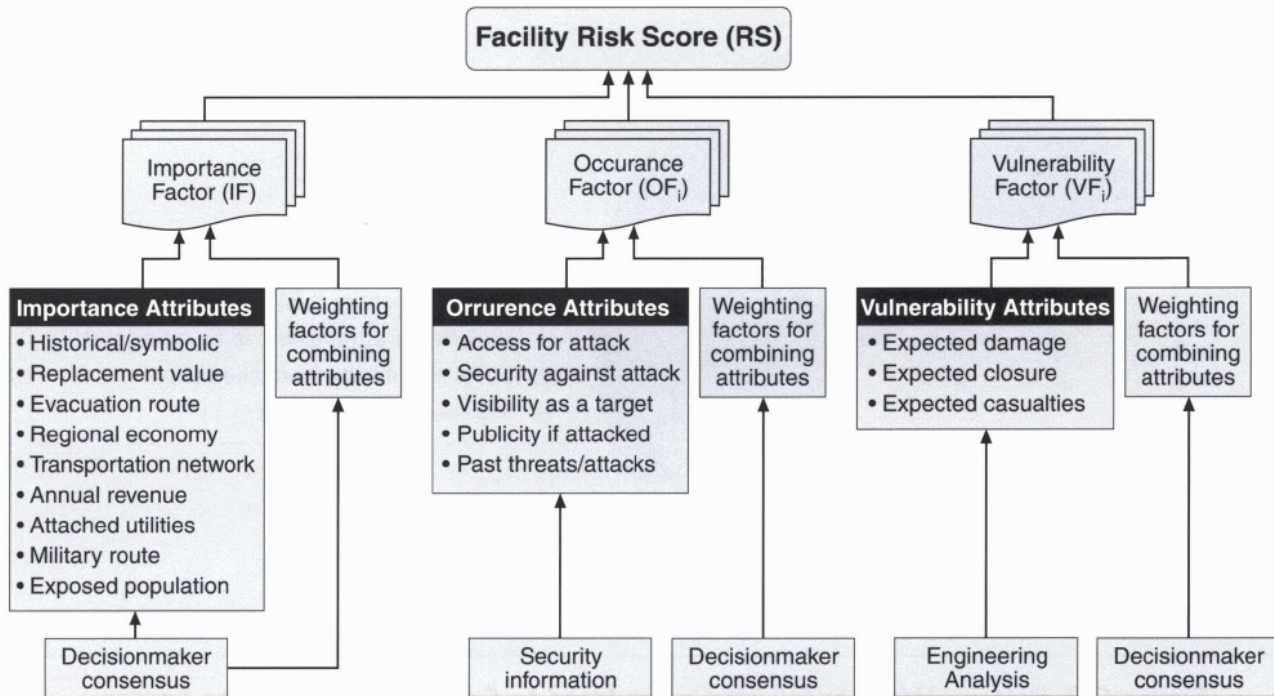 Facility Risk Score (RS)
Importance
Factor (IF)
Occurance
Factor (OFi)
Vulnerability
Factor (VFi)
Importance Attributes
• Historical/symbolic
• Replacement value
• Evacuation route
• Regional economy
• Transportation network
• Annual revenue
• Attached utilities
• Military route
• Exposed population
Weighting
factors for
combining
attributes
Orrurence Attributes
• Access for attack
• Security against attack
• Visibility as a target
• Publicity if attacked
• Past threats/attacks
Weighting
factors for
combining
attributes
Vulnerability Attributes
• Expected damage
• Expected closure
• Expected casualties
Weighting
factors for
combining
attributes
Decisionmaker
consensus
Security
information
Decisionmaker
consensus
Engineering
Analysis
Decisionmaker
consensus